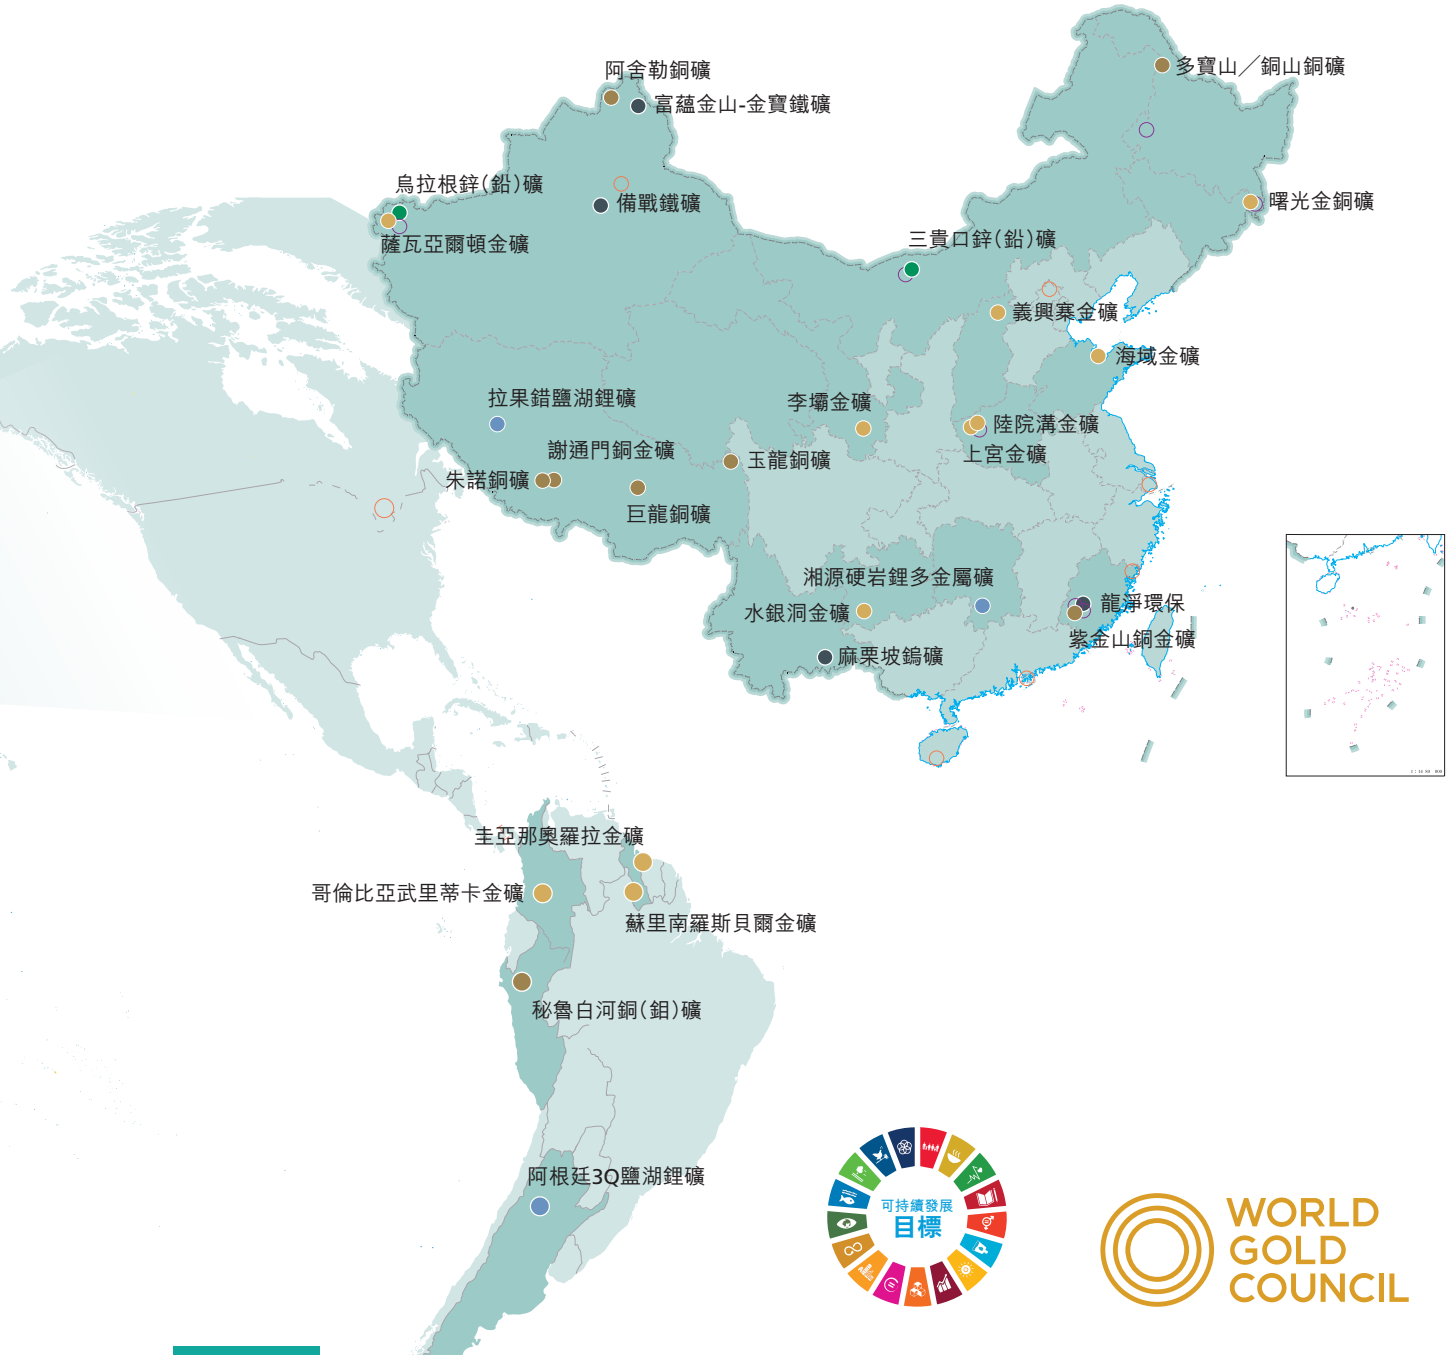 阿舍勒銅礦
多寶山／銅山銅礦
富蘊金山-金寶鐵礦
烏拉根鋅(鉛)礦
備戰鐵礦
曙光金銅礦
薩瓦亞爾頓金礦
三貴口鋅(鉛)礦
義興寨金礦
海域金礦
拉果錯鹽湖鋰礦
李壩金礦
陸院溝金礦
謝通門銅金礦
玉龍銅礦
上宮金礦
朱諾銅礦
巨龍銅礦
湘源硬岩鋰多金屬礦
水銀洞金礦
龍淨環保
紫金山銅金礦
麻栗坡鎢礦
圭亞那奧羅拉金礦
哥倫比亞武里蒂卡金礦
蘇里南羅斯貝爾金礦
秘魯白河銅(鉬)礦
阿根廷3Q鹽湖鋰礦
可持續發展
目標
WORLD
GOLD
COUNCIL